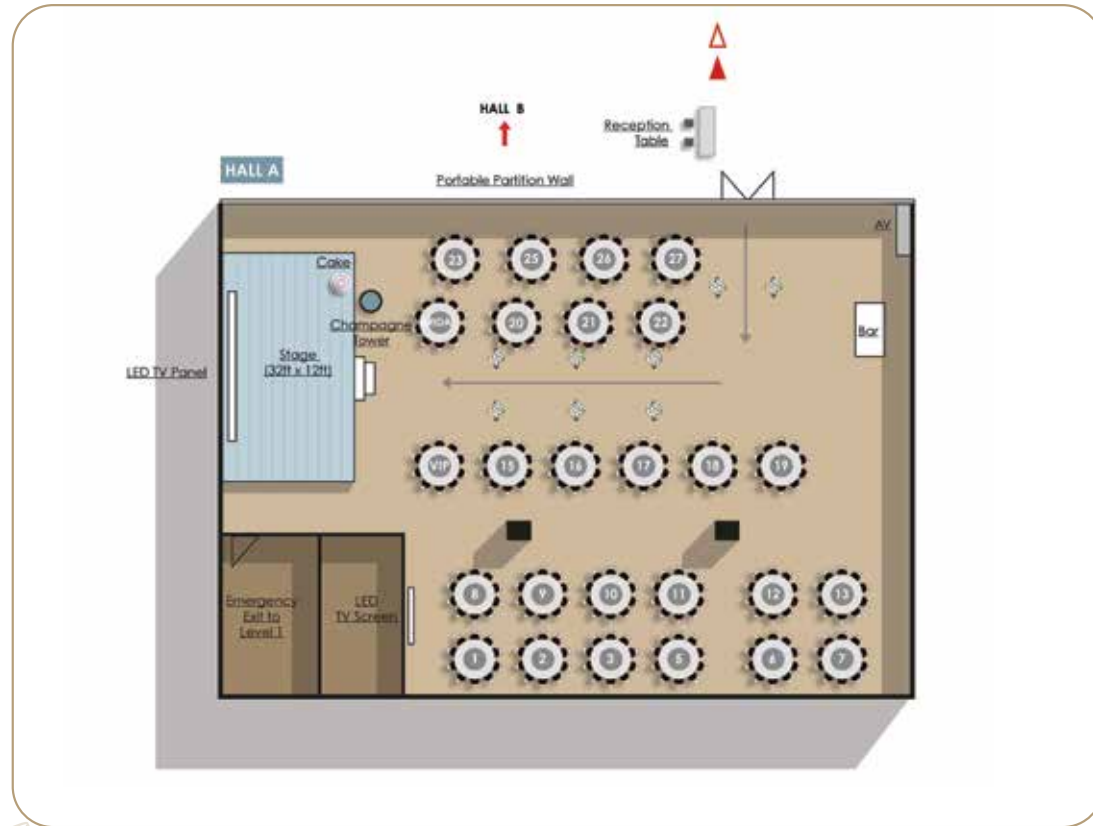 HALL B
Reception
Table
HALL A
Portable Partition Wall
AV
23
25
26
27
Cake
20
21
22
Champagne
Tower
Bar
Stage
(32ft x 12ft)
LED TV Panel
VIP
15
16
17
18
19
8
9
10
11
12
13
Emergency
Exit to
Level 1
LED
TV Screen
1
2
3
5
6
7